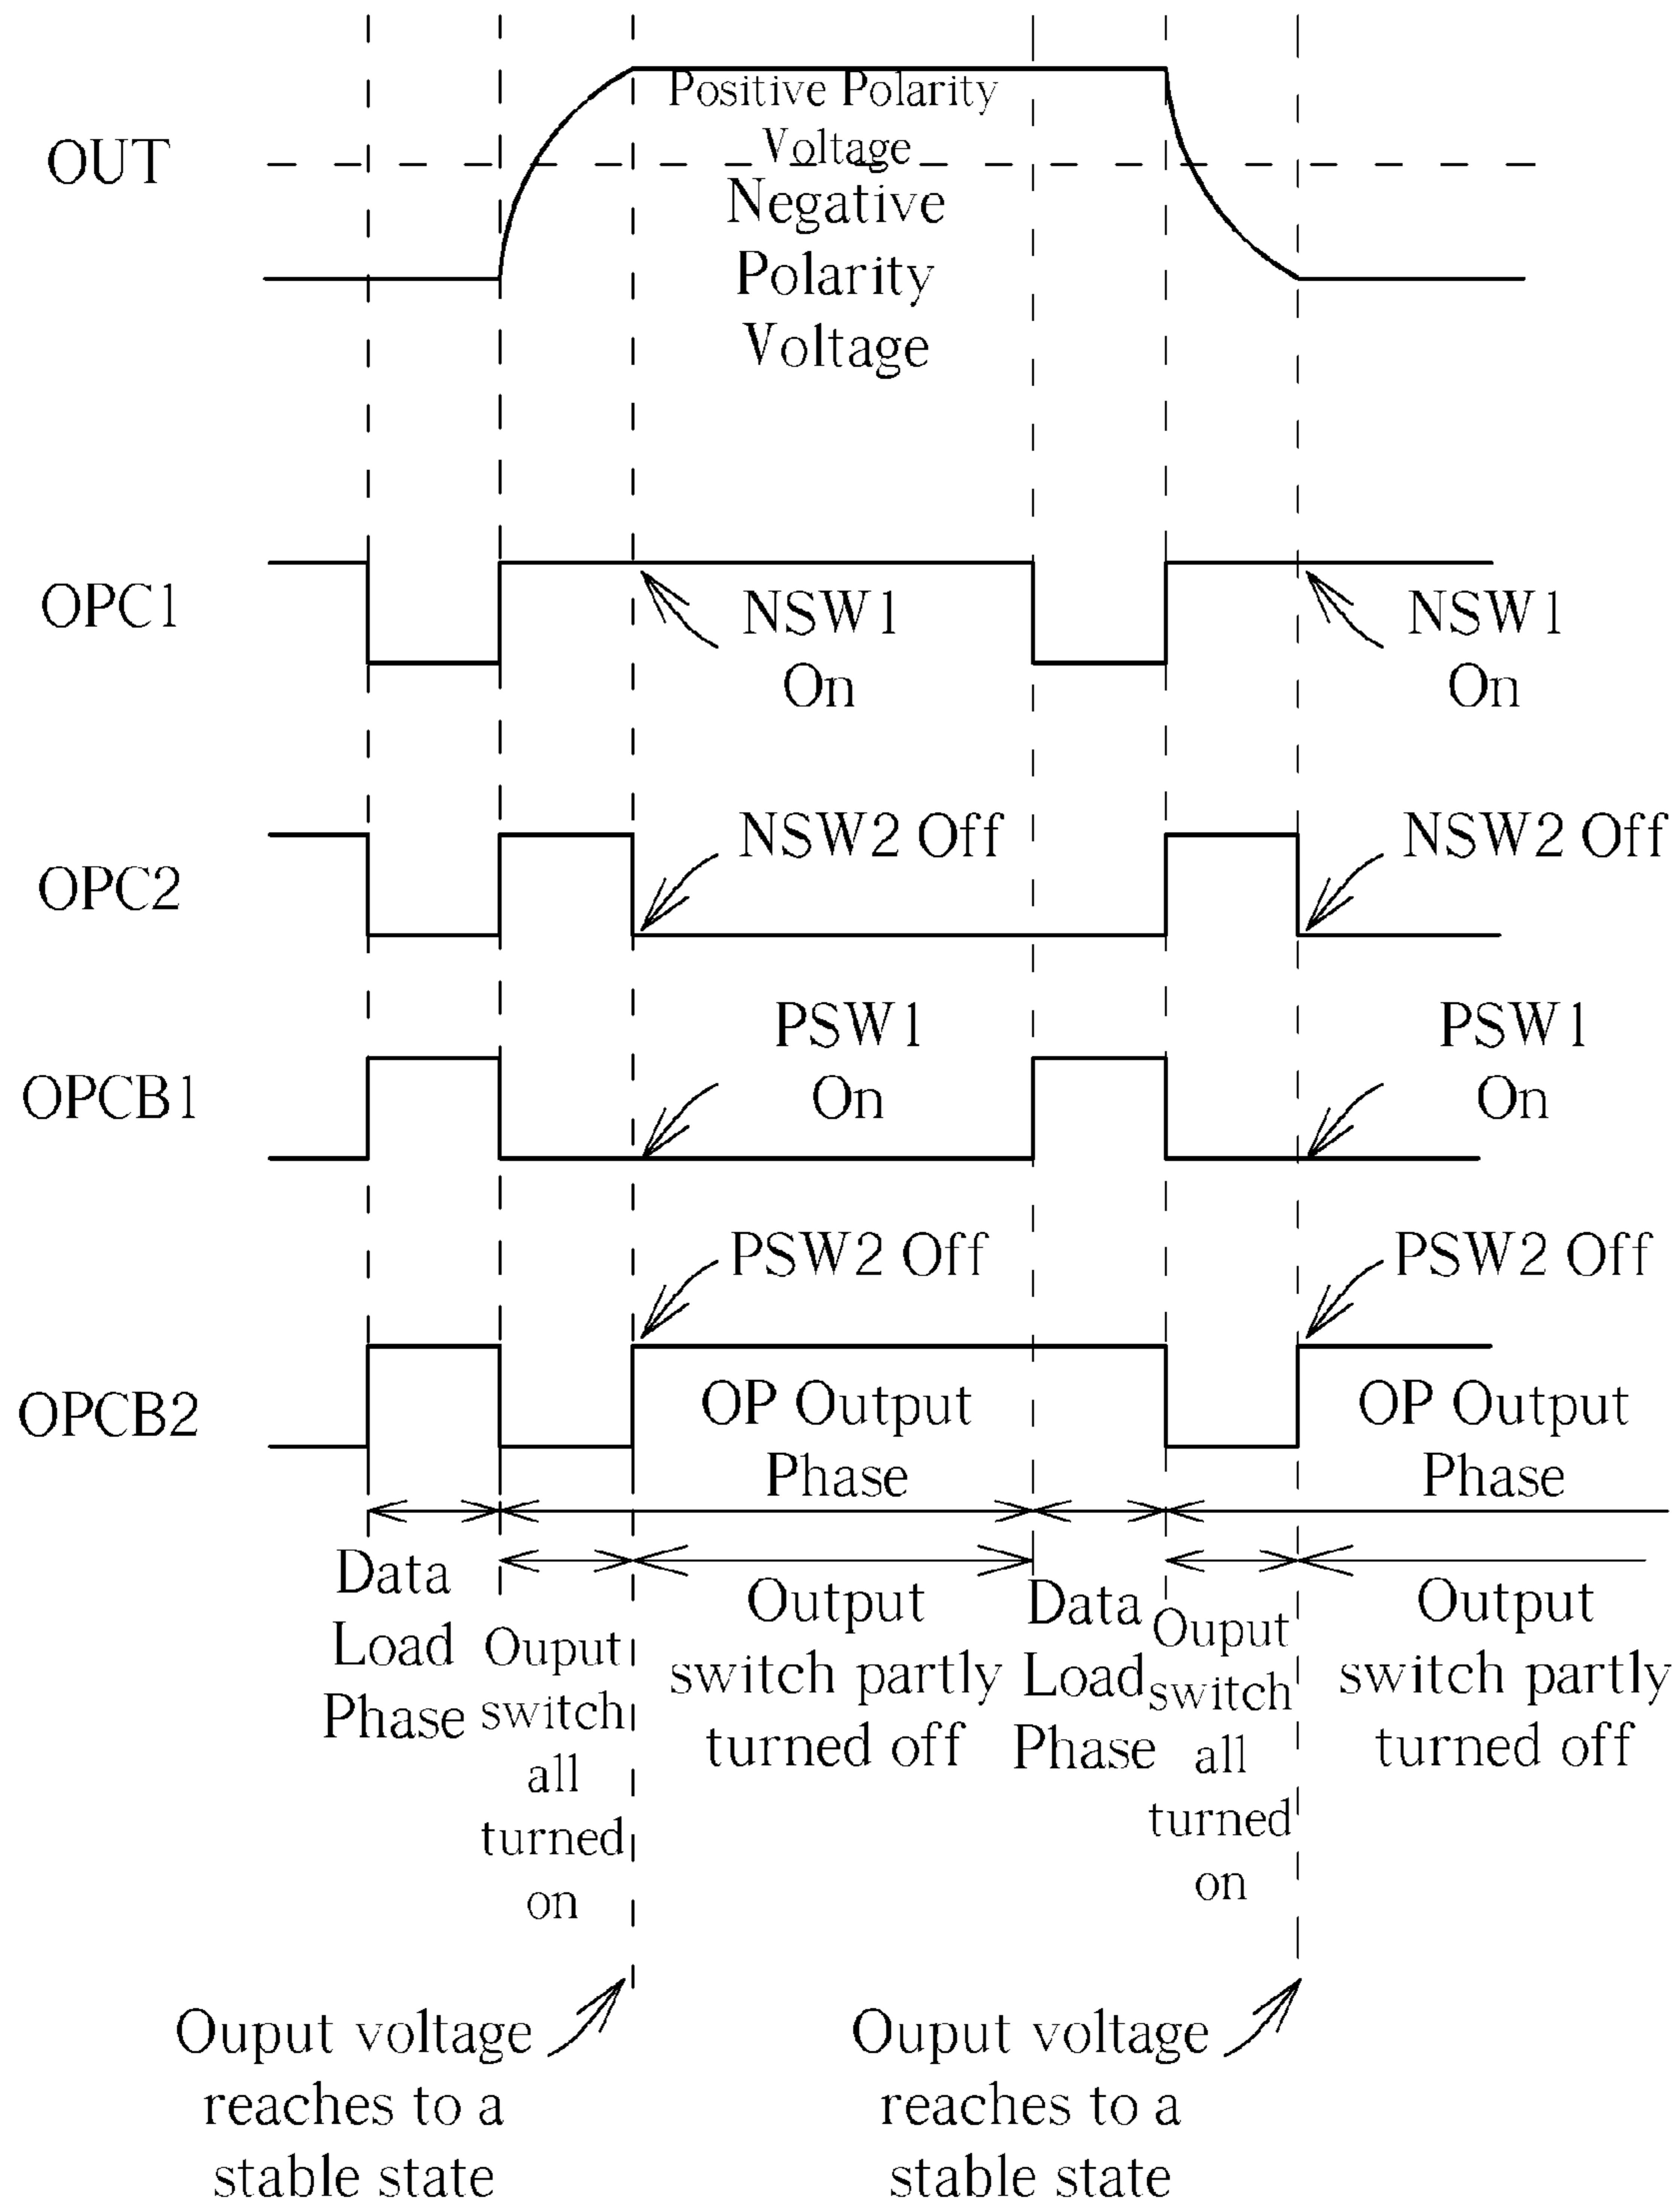 Positive Polarity
Voltage
OUT
Negative
Polarity
Voltage
OPC1
NSW1
On
NSW1
On
OPC2
NSW2 Off
NSW2 Off
OPCB1
PSW1
On
PSW1
On
PSW2 Off
PSW2 Off
OPCB2
OP Output
Phase
OP Output
Phase
Data
Load
Phase
Ouput
switch
all
turned
on
Output
switch partly
turned off
Data
Load
Phase
Ouput
switch
all
turned
on
Output
switch partly
turned off
Ouput voltage
reaches to a
stable state
Ouput voltage
reaches to a
stable state